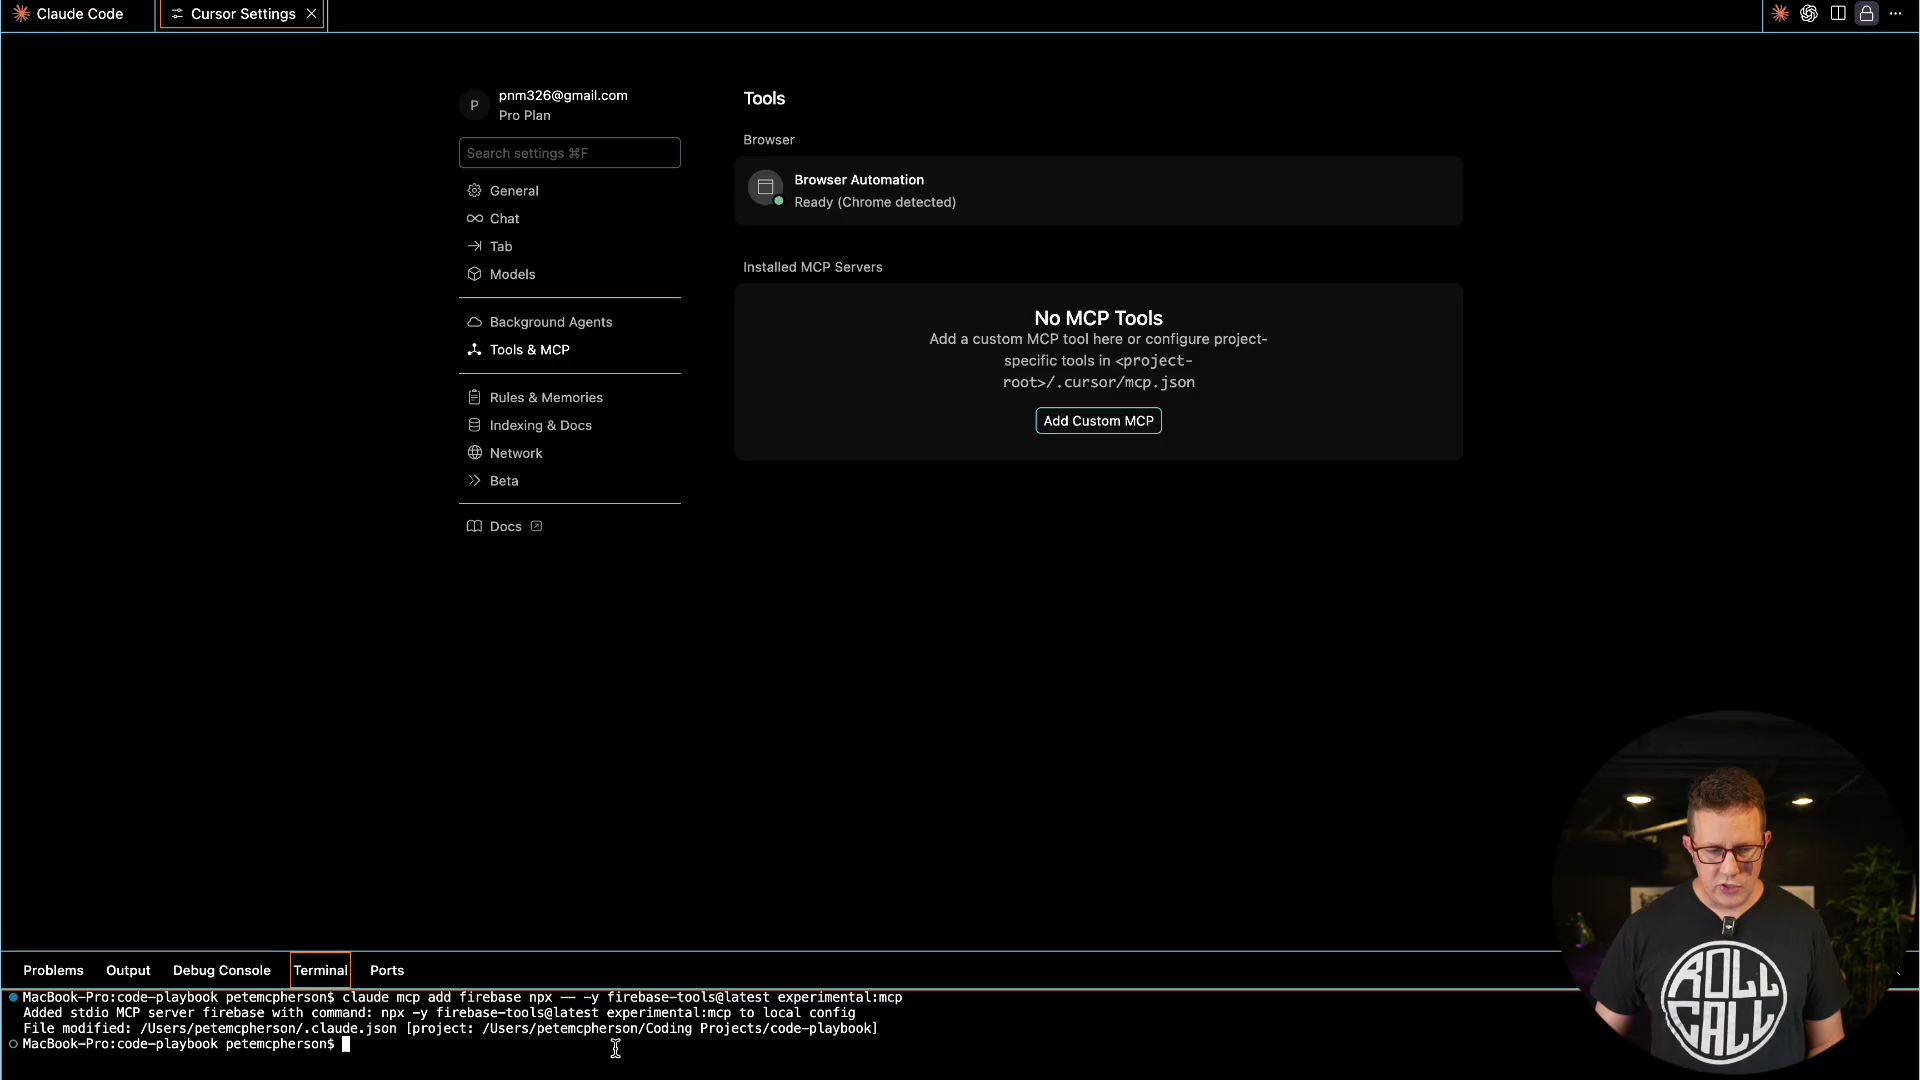 Claude Code
Cursor Settings
P
pnm326@gmail.com
Pro Plan
Search settings ⌘F
General
Chat
Tab
Models
Background Agents
Tools & MCP
Rules & Memories
Indexing & Docs
Network
Beta
Docs
Tools
Browser
Browser Automation
Ready (Chrome detected)
Installed MCP Servers
No MCP Tools
Add a custom MCP tool here or configure project-
specific tools in <project-
root>/.cursor/mcp.json
Add Custom MCP
Problems Output Debug Console Terminal Ports
MacBook-Pro:code-playbook petemcpherson$ claude mcp add firebase npx -- -y firebase-tools@latest experimental:mcp
Added stdio MCP server firebase with command: npx -y firebase-tools@latest experimental:mcp to local config
File modified: /Users/petemcpherson/.claude.json [project: /Users/petemcpherson/Coding Projects/code-playbook]
MacBook-Pro:code-playbook petemcpherson$
ROLL
CALL